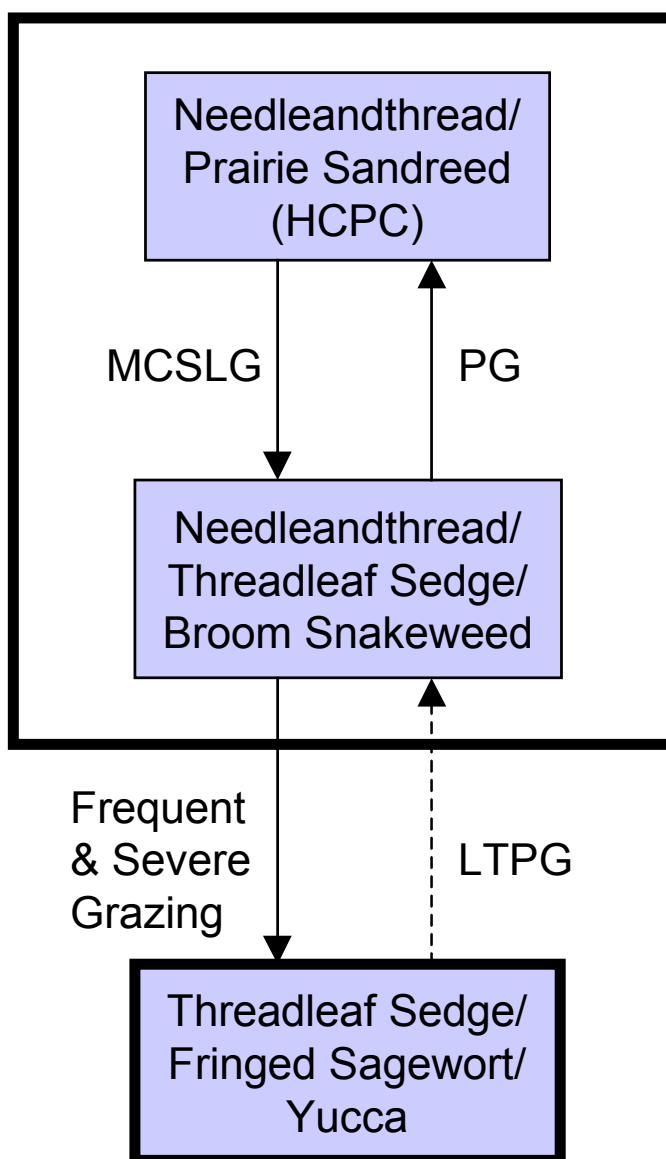 Needleandthread/
Prairie Sandreed
(HCPC)
MCSLG
PG
Needleandthread/
Threadleaf Sedge/
Broom Snakeweed
Frequent
& Severe
Grazing
LTPG
Threadleaf Sedge/
Fringed Sagewort/
Yucca